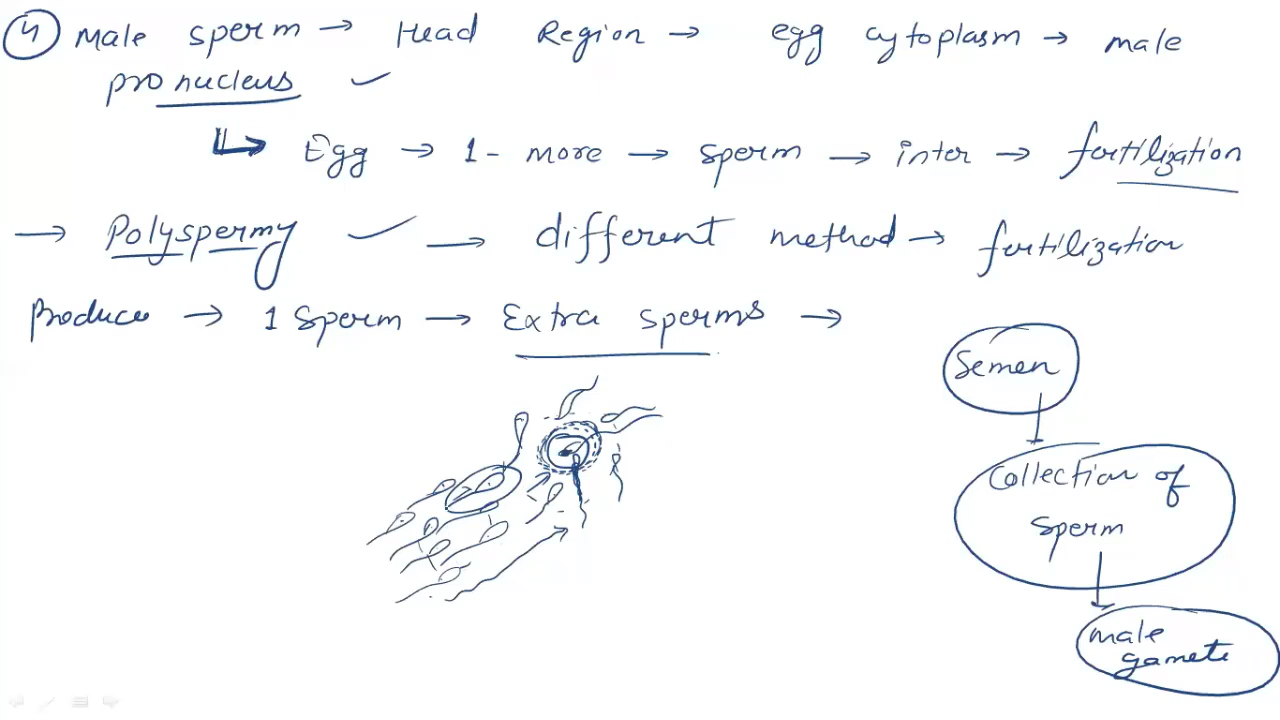 4 Male sperm → Head Region → egg cytoplasm → male
pronucleus ✓
↳ Egg → 1 - more → sperm → inter → fertilization
→ Polyspermy ✓ → different method → fertilization
Produce → 1 sperm → Extra sperms →
Semen
Collection of
sperm
male
gamete